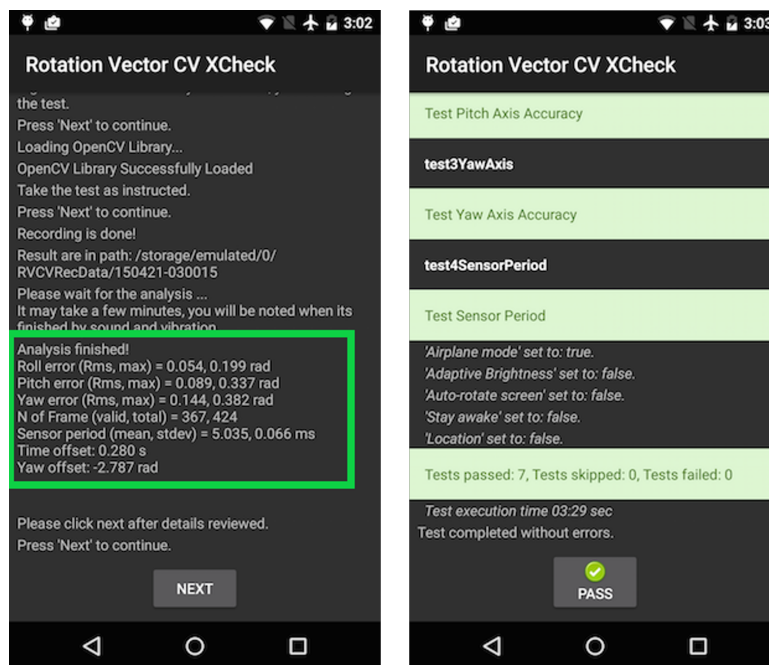 3:02
Rotation Vector CV XCheck
the test.
Press 'Next' to continue.
Loading OpenCV Library...
OpenCV Library Successfully Loaded
Take the test as instructed.
Press 'Next' to continue.
Recording is done!
Result are in path: /storage/emulated/0/
RVCVRecData/150421-030015
Please wait for the analysis ...
It may take a few minutes, you will be noted when its
finished by sound and vibration
Analysis finished!
Roll error (Rms, max) = 0.054, 0.199 rad
Pitch error (Rms, max) = 0.089, 0.337 rad
Yaw error (Rms, max) = 0.144, 0.382 rad
N of Frame (valid, total) = 367, 424
Sensor period (mean, stdev) = 5.035, 0.066 ms
Time offset: 0.280 s
Yaw offset: -2.787 rad
Please click next after details reviewed.
Press 'Next' to continue.
NEXT
3:03
Rotation Vector CV XCheck
Test Pitch Axis Accuracy
test3YawAxis
Test Yaw Axis Accuracy
test4SensorPeriod
Test Sensor Period
'Airplane mode' set to: true.
'Adaptive Brightness' set to: false.
'Auto-rotate screen' set to: false.
'Stay awake' set to: false.
'Location' set to: false.
Tests passed: 7, Tests skipped: 0, Tests failed: 0
Test execution time 03:29 sec
Test completed without errors.
PASS